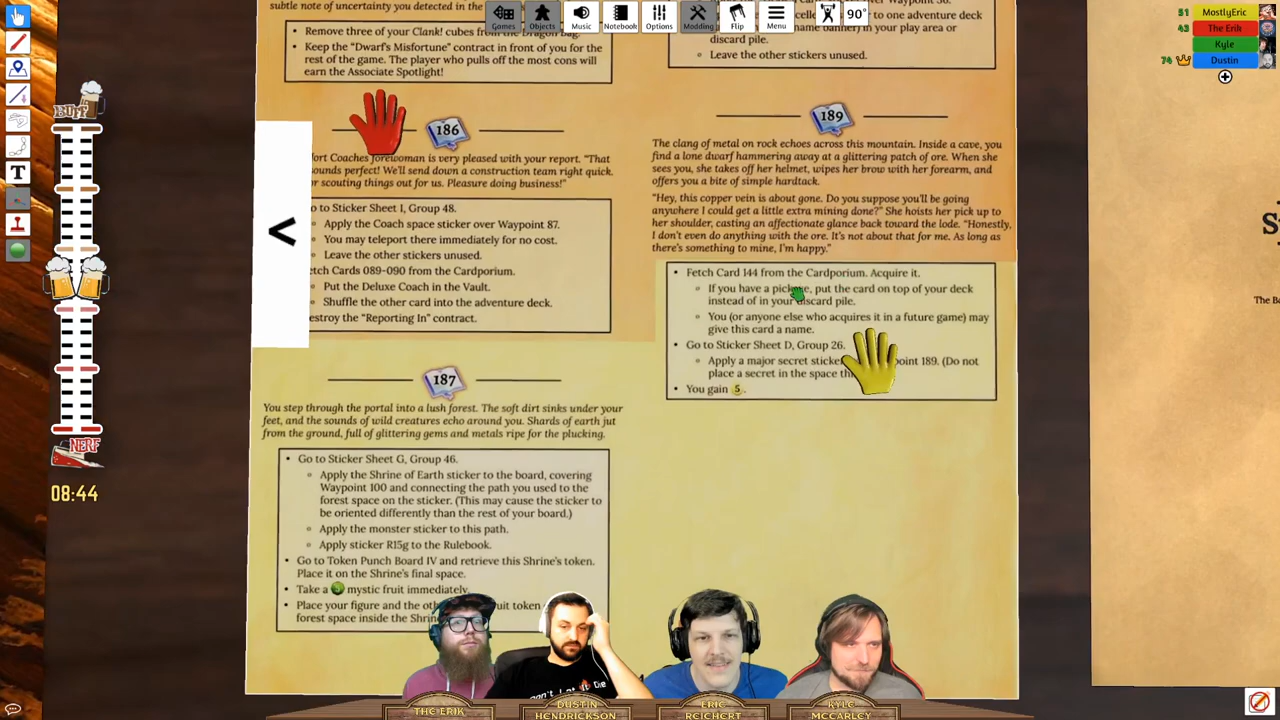 Games
Objects
Music
Notebook
Options
Modding
Flip
Menu
90°
51 MostlyEric
43 The Erik
Kyle
74 Dustin
T
BUFF
NERF
08:44
<
subtle note of uncertainty you detected in the
• Remove three of your Clank! cubes from the Dragon bag.
• Keep the “Dwarf’s Misfortune” contract in front of you for the
rest of the game. The player who pulls off the most cons will
earn the Associate Spotlight!
186
ort Coaches forewoman is very pleased with your report. “That
ounds perfect! We’ll send down a construction team right quick.
r scouting things out for us. Pleasure doing business!”
o to Sticker Sheet I, Group 48.
Apply the Coach space sticker over Waypoint 87.
You may teleport there immediately for no cost.
Leave the other stickers unused.
etch Cards 089-090 from the Cardporium.
Put the Deluxe Coach in the Vault.
Shuffle the other card into the adventure deck.
estroy the “Reporting In” contract.
187
You step through the portal into a lush forest. The soft dirt sinks under your
feet, and the sounds of wild creatures echo around you. Shards of earth jut
from the ground, full of glittering gems and metals ripe for the plucking.
• Go to Sticker Sheet G, Group 46.
◦ Apply the Shrine of Earth sticker to the board, covering
Waypoint 100 and connecting the path you used to the
forest space on the sticker. (This may cause the sticker to
be oriented differently than the rest of your board.)
◦ Apply the monster sticker to this path.
◦ Apply sticker R15g to the Rulebook.
• Go to Token Punch Board IV and retrieve this Shrine’s token.
Place it on the Shrine’s final space.
• Take a mystic fruit immediately.
• Place your figure and the oth uit token
forest space inside the Shrin
to one adventure deck
name banner) in your play area or
discard pile.
◦ Leave the other stickers unused.
189
The clang of metal on rock echoes across this mountain. Inside a cave, you
find a lone dwarf hammering away at a glittering patch of ore. When she
sees you, she takes off her helmet, wipes her brow with her forearm, and
offers you a bite of simple hardtack.
“Hey, this copper vein is about gone. Do you suppose you’ll be going
anywhere I could get a little extra mining done?” She hoists her pick up to
her shoulder, casting an affectionate glance back toward the lode. “Honestly,
I don’t even do anything with the ore. It’s not about that for me. As long as
there’s something to mine, I’m happy.”
• Fetch Card 144 from the Cardporium. Acquire it.
◦ If you have a pick e, put the card on top of your deck
instead of in your discard pile.
◦ You (or anyone else who acquires it in a future game) may
give this card a name.
• Go to Sticker Sheet D, Group 26.
◦ Apply a major secret sticke oint 189. (Do not
place a secret in the space th
• You gain 5.
S
The B
THE ERIK
DUSTIN
HENDRICKSON
ERIC
REICHERT
KYLE
MCCARLEY